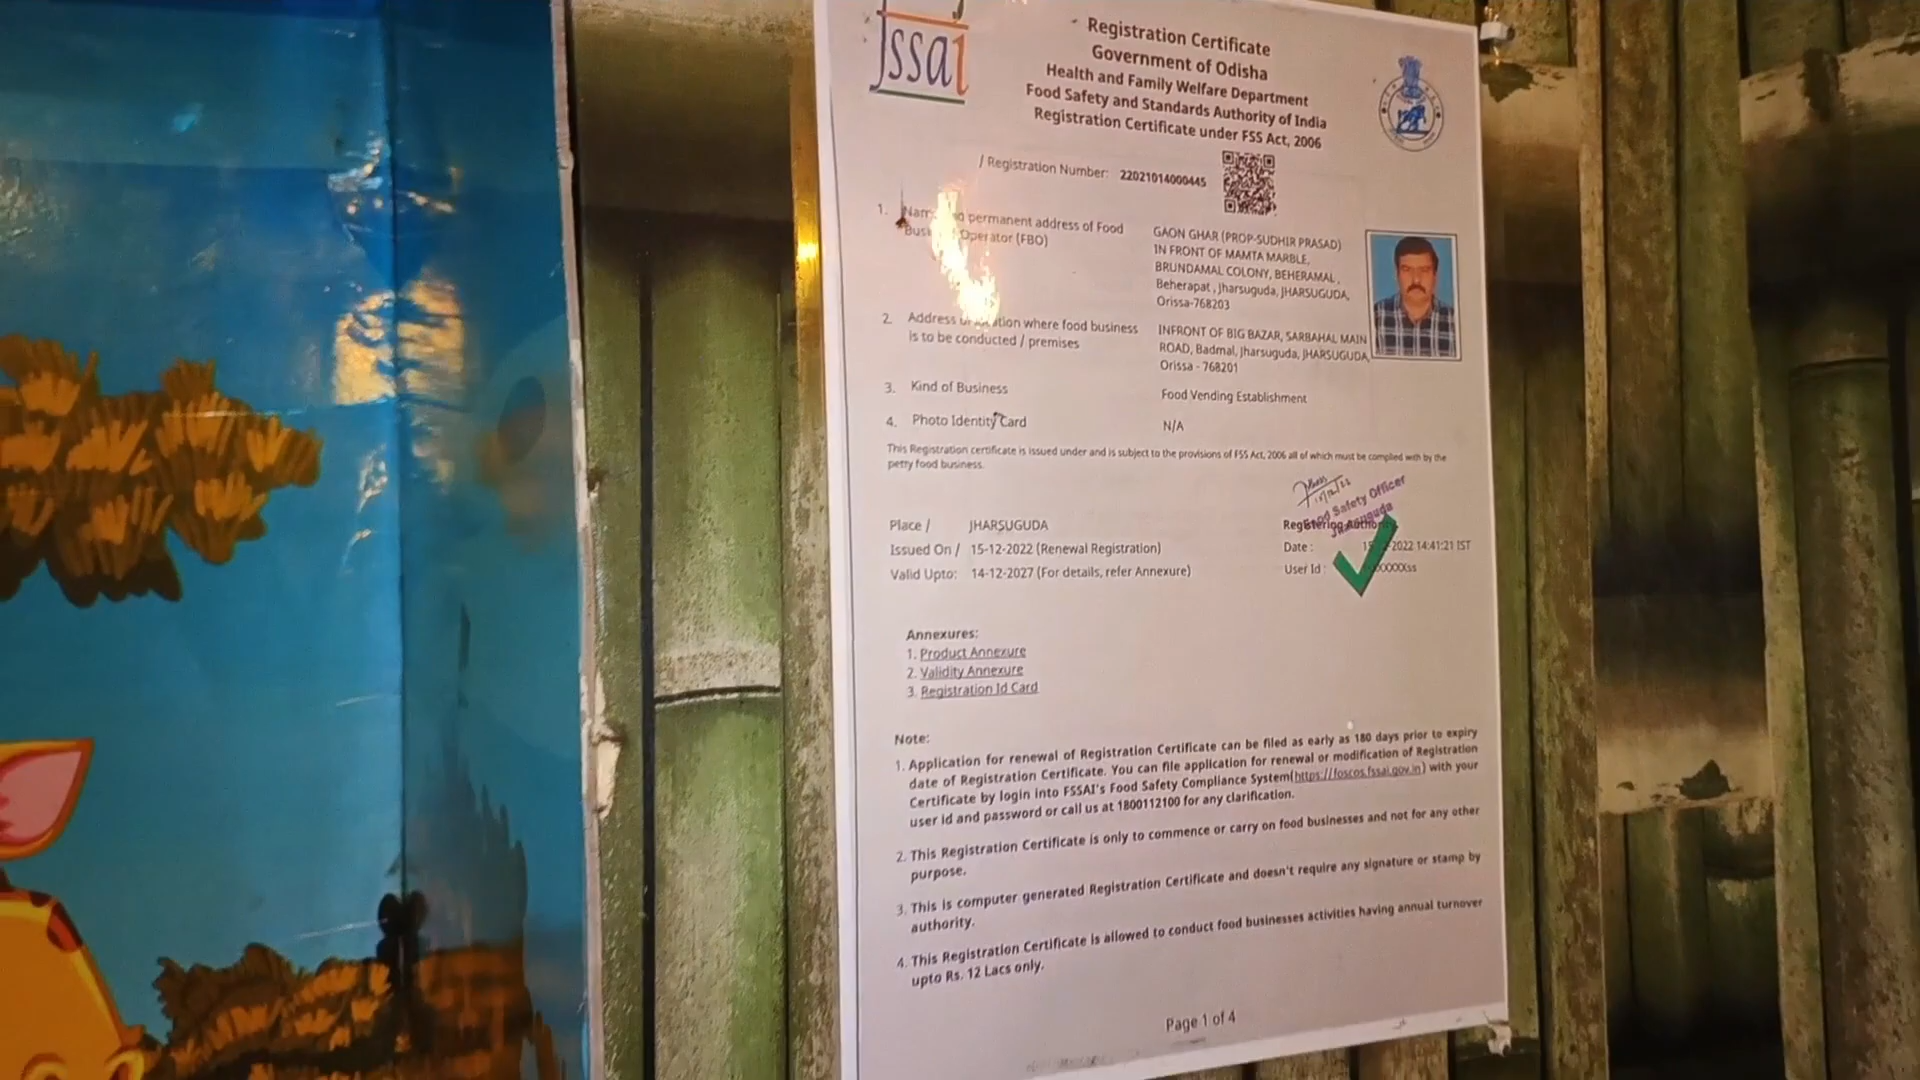 fssai
Registration Certificate
Government of Odisha
Health and Family Welfare Department
Food Safety and Standards Authority of India
Registration Certificate under FSS Act, 2006
/ Registration Number: 22021014000445
1. permanent address of Food
Operator (FBO)
GAON GHAR (PROP-SUDHIR PRASAD)
IN FRONT OF MAMTA MARBLE,
BRUNDAMAL COLONY, BEHERAMAL,
Beherapat, Jharsuguda, JHARSUGUDA,
Orissa-768203
2. Address where food business
is to be conducted / premises
INFRONT OF BIG BAZAR, SARBAHAL MAIN
ROAD, Badmal, Jharsuguda, JHARSUGUDA,
Orissa - 768201
3. Kind of Business Food Vending Establishment
4. Photo Identity Card N/A
This Registration certificate is issued under and is subject to the provisions of FSS Act, 2006 all of which must be complied with by the
petty food business.
Food Safety Officer
Jharsuguda
Place / JHARSUGUDA
Registering Authority
Issued On / 15-12-2022 (Renewal Registration)
Date : 2022 14:41:21 IST
Valid Upto: 14-12-2027 (For details, refer Annexure)
User Id :
Annexures:
1. Product Annexure
2. Validity Annexure
3. Registration Id Card
Note:
1. Application for renewal of Registration Certificate can be filed as early as 180 days prior to expiry
date of Registration Certificate. You can file application for renewal or modification of Registration
Certificate by login into FSSAI's Food Safety Compliance System(https://foscos.fssai.gov.in) with your
user id and password or call us at 1800112100 for any clarification.
2. This Registration Certificate is only to commence or carry on food businesses and not for any other
purpose.
3. This is computer generated Registration Certificate and doesn't require any signature or stamp by
authority.
4. This Registration Certificate is allowed to conduct food businesses activities having annual turnover
upto Rs. 12 Lacs only.
Page 1 of 4